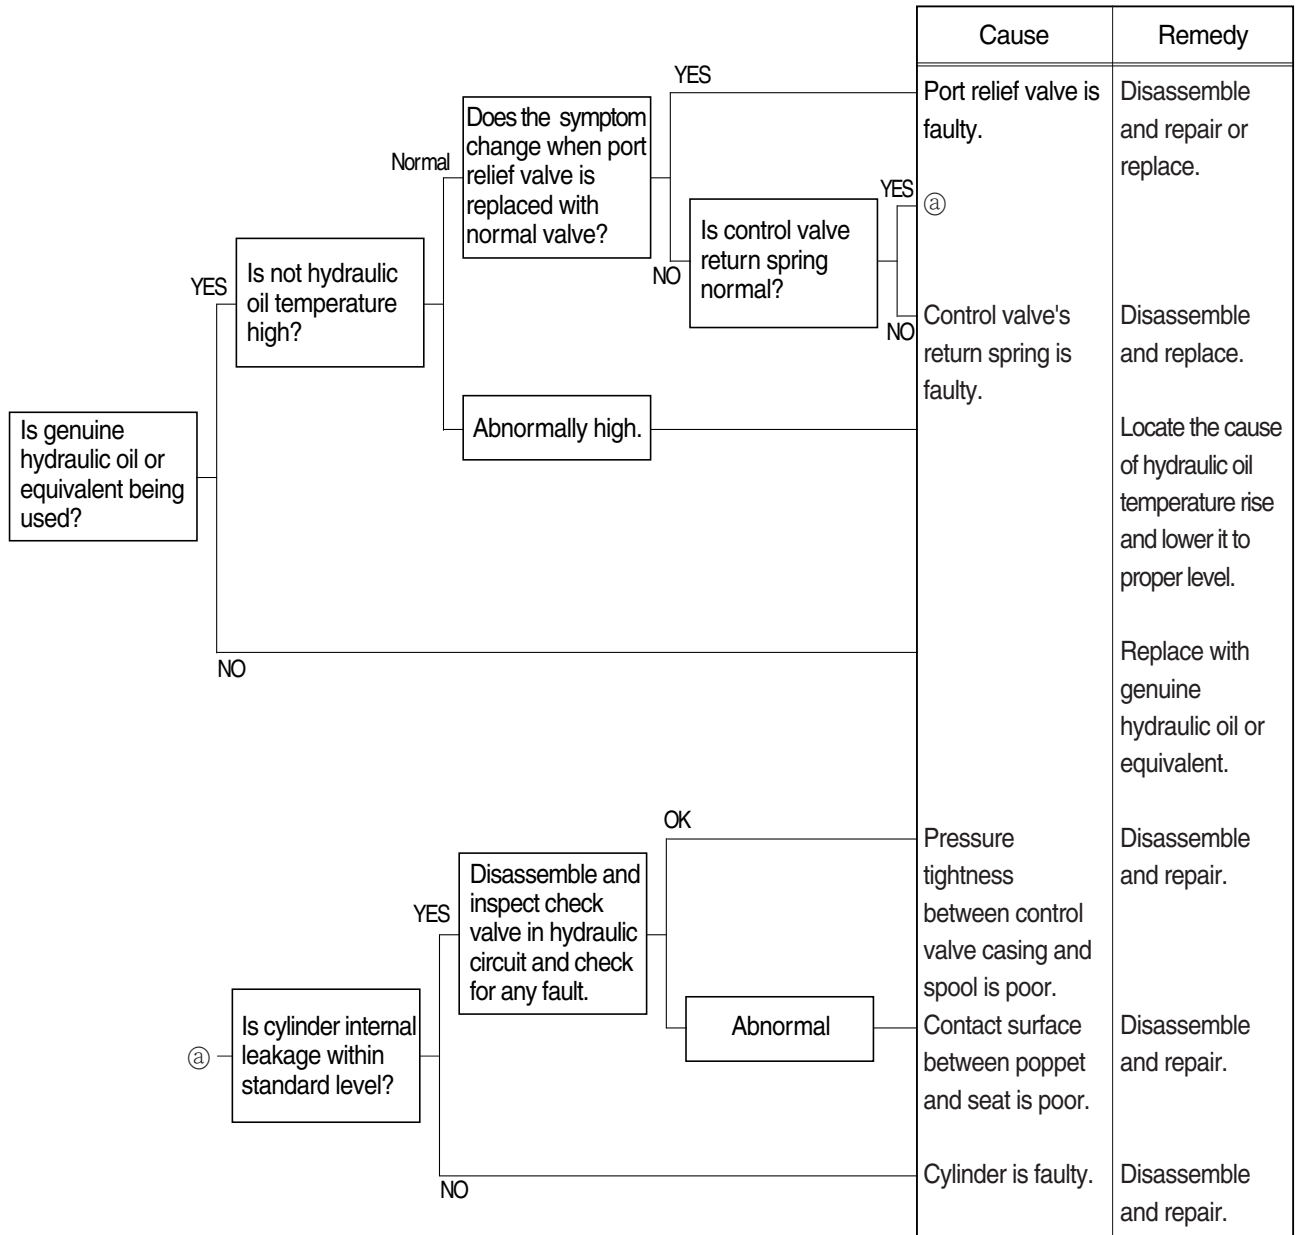 Cause
Remedy
YES
Port relief valve is
faulty.
Disassemble
and repair or
replace.
Does the symptom
change when port
relief valve is
replaced with
normal valve?
Normal
YES
ⓐ
Is control valve
return spring
normal?
NO
NO
Control valve's
return spring is
faulty.
Disassemble
and replace.
YES
Is not hydraulic
oil temperature
high?
Abnormally high.
Locate the cause
of hydraulic oil
temperature rise
and lower it to
proper level.
Is genuine
hydraulic oil or
equivalent being
used?
NO
Replace with
genuine
hydraulic oil or
equivalent.
OK
Pressure
tightness
between control
valve casing and
spool is poor.
Disassemble
and repair.
YES
Disassemble and
inspect check
valve in hydraulic
circuit and check
for any fault.
Abnormal
Contact surface
between poppet
and seat is poor.
Disassemble
and repair.
ⓐ
Is cylinder internal
leakage within
standard level?
NO
Cylinder is faulty.
Disassemble
and repair.